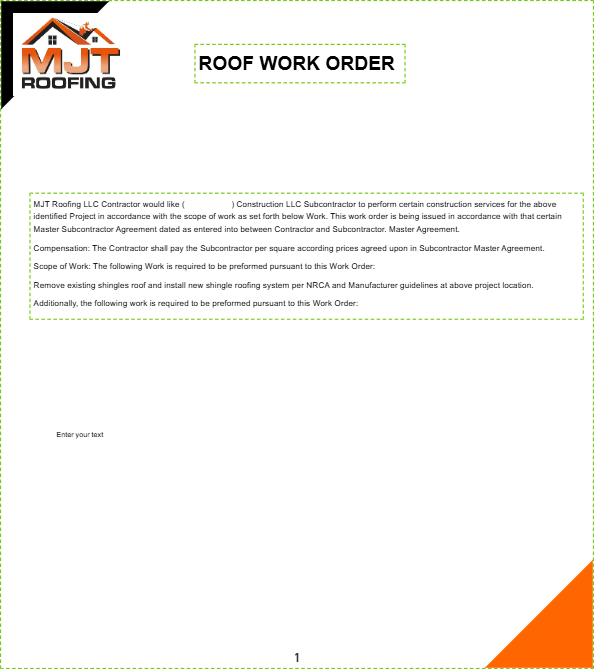 MJT
ROOFING
ROOF WORK ORDER
MJT Roofing LLC Contractor would like ( ) Construction LLC Subcontractor to perform certain construction services for the above
identified Project in accordance with the scope of work as set forth below Work. This work order is being issued in accordance with that certain
Master Subcontractor Agreement dated as entered into between Contractor and Subcontractor. Master Agreement.
Compensation: The Contractor shall pay the Subcontractor per square according prices agreed upon in Subcontractor Master Agreement.
Scope of Work: The following Work is required to be preformed pursuant to this Work Order:
Remove existing shingles roof and install new shingle roofing system per NRCA and Manufacturer guidelines at above project location.
Additionally, the following work is required to be preformed pursuant to this Work Order:
Enter your text
1